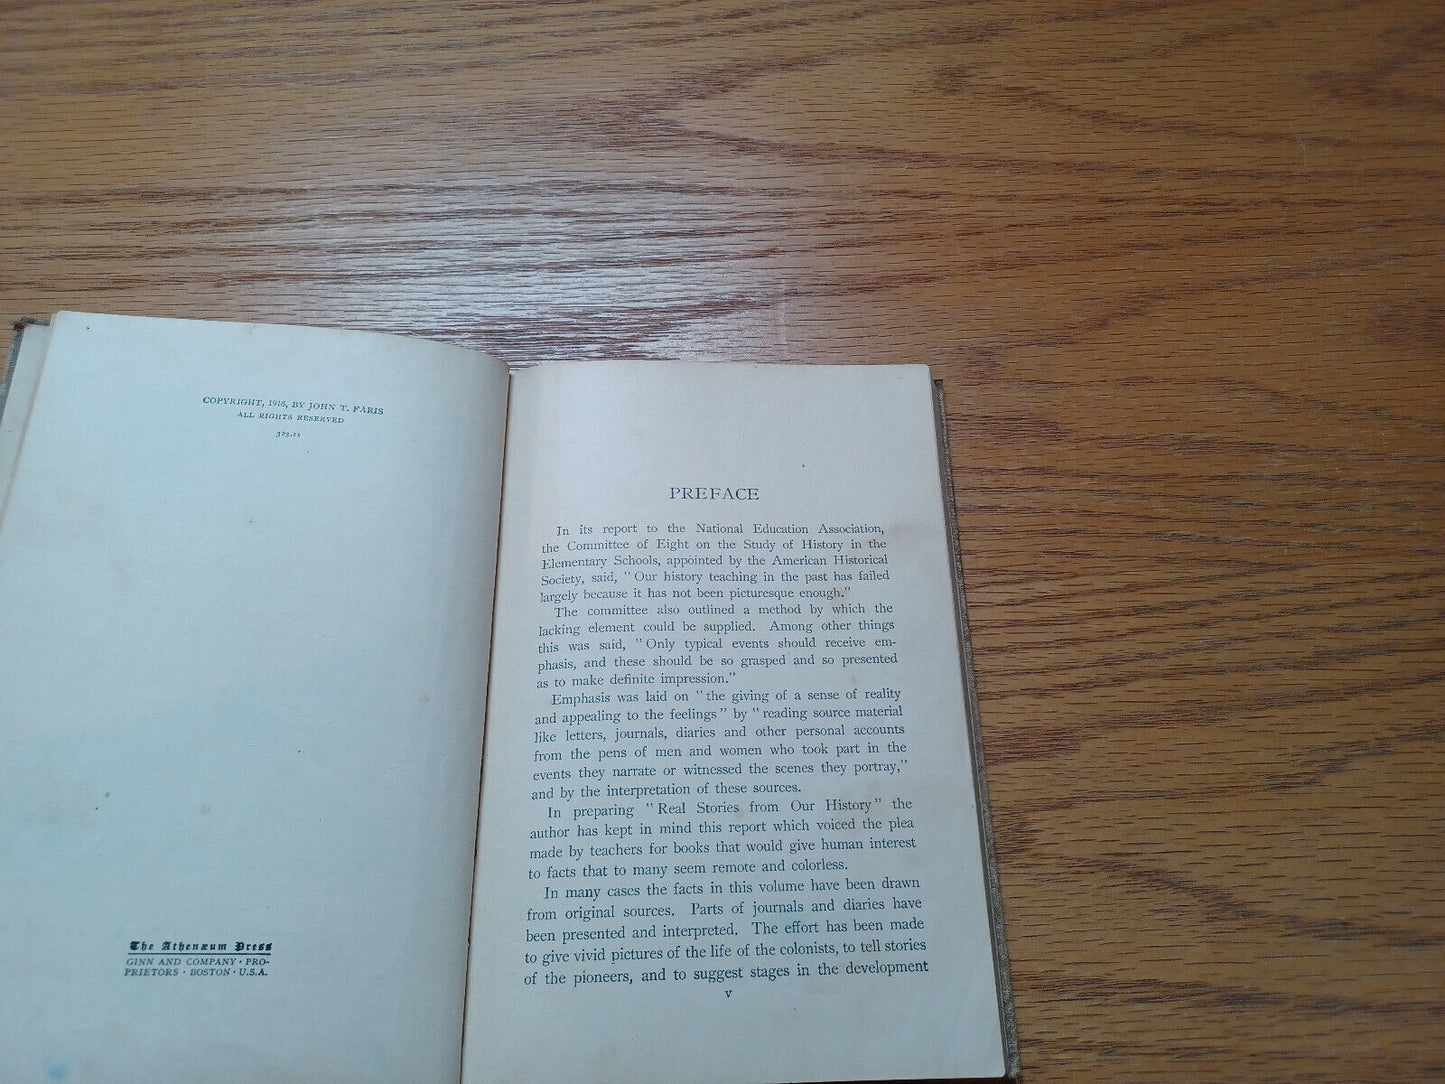 COPYRIGHT, 1916, BY JOHN T. FARIS
ALL RIGHTS RESERVED
323.11
The Athenæum Press
GINN AND COMPANY · PRO-
PRIETORS · BOSTON · U.S.A.
PREFACE
In its report to the National Education Association,
the Committee of Eight on the Study of History in the
Elementary Schools, appointed by the American Historical
Society, said, "Our history teaching in the past has failed
largely because it has not been picturesque enough."
The committee also outlined a method by which the
lacking element could be supplied. Among other things
this was said, "Only typical events should receive em-
phasis, and these should be so grasped and so presented
as to make definite impression."
Emphasis was laid on "the giving of a sense of reality
and appealing to the feelings" by "reading source material
like letters, journals, diaries and other personal accounts
from the pens of men and women who took part in the
events they narrate or witnessed the scenes they portray,"
and by the interpretation of these sources.
In preparing "Real Stories from Our History" the
author has kept in mind this report which voiced the plea
made by teachers for books that would give human interest
to facts that to many seem remote and colorless.
In many cases the facts in this volume have been drawn
from original sources. Parts of journals and diaries have
been presented and interpreted. The effort has been made
to give vivid pictures of the life of the colonists, to tell stories
of the pioneers, and to suggest stages in the development
v